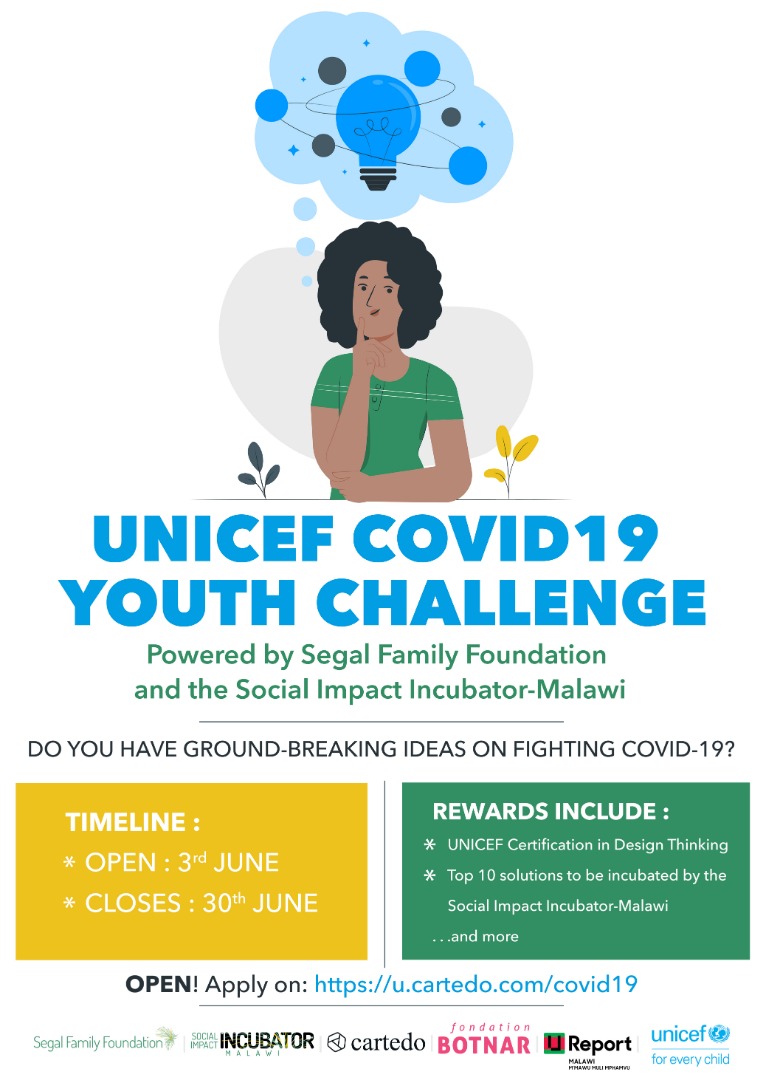 UNICEF COVID19
YOUTH CHALLENGE
Powered by Segal Family Foundation
and the Social Impact Incubator-Malawi
DO YOU HAVE GROUND-BREAKING IDEAS ON FIGHTING COVID-19?
TIMELINE :
* OPEN : 3rd JUNE
* CLOSES : 30th JUNE
REWARDS INCLUDE :
* UNICEF Certification in Design Thinking
* Top 10 solutions to be incubated by the
Social Impact Incubator-Malawi
...and more
OPEN! Apply on: https://u.cartedo.com/covid19
Segal Family Foundation
SOCIAL
IMPACT INCUBATOR
MALAWI
cartedo
fondation
BOTNAR
U Report
MALAWI
M'MAWU MULI MPHAMVU
unicef
for every child